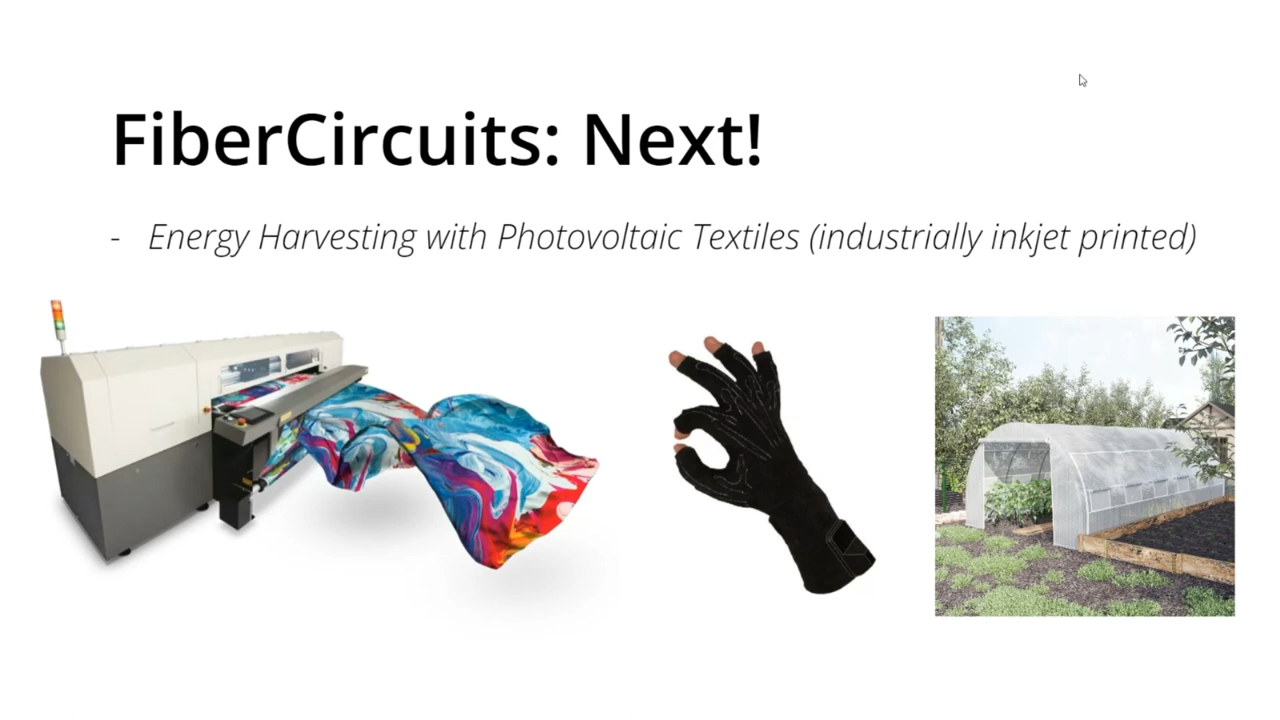 FiberCircuits: Next!
- Energy Harvesting with Photovoltaic Textiles (industrially inkjet printed)